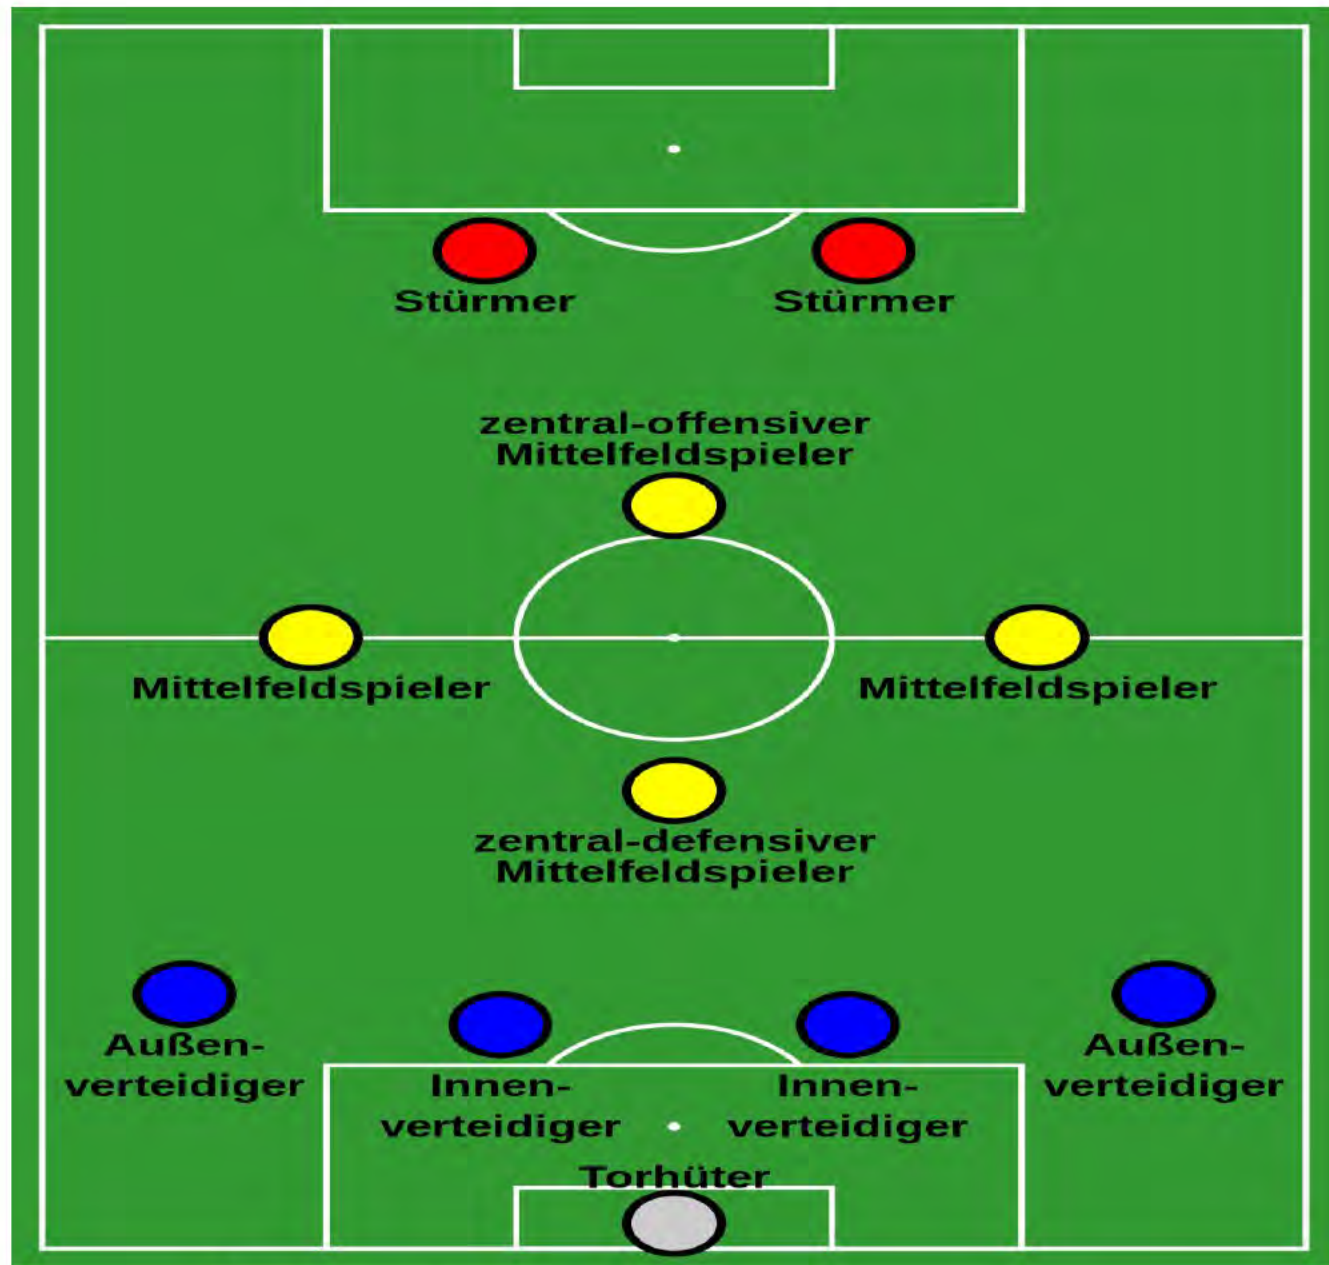 Stürmer
Stürmer
zentral-offensiver
Mittelfeldspieler
Mittelfeldspieler
Mittelfeldspieler
zentral-defensiver
Mittelfeldspieler
Außen-
verteidiger
Innen-
verteidiger
Innen-
verteidiger
Außen-
verteidiger
Torhüter